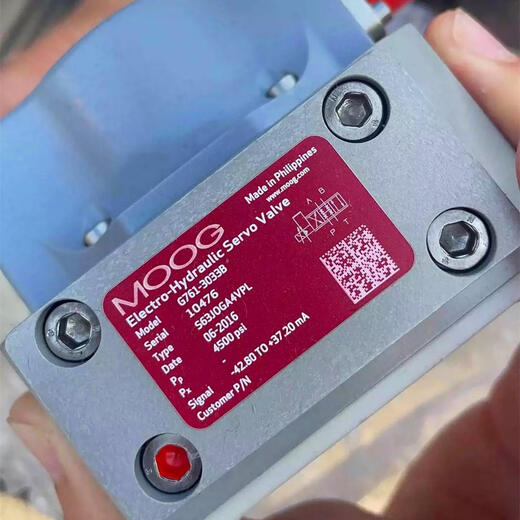 MOOG
Electro-Hydraulic Servo Valve
Made in Philippines
www.moog.com
Model G761-3033B
Serial 10476
Type S63JOGA4VPL
Date 06-2016
Pp 4500 psi
Px -
Signal -42.80 TO +37.20 mA
Customer P/N
A B
P T